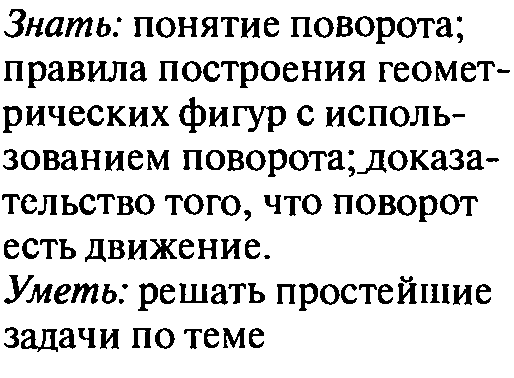 Знать: понятие поворота;
правила построения геомет-
рических фигур с исполь-
зованием поворота; доказа-
тельство того, что поворот
есть движение.
Уметь: решать простейшие
задачи по теме